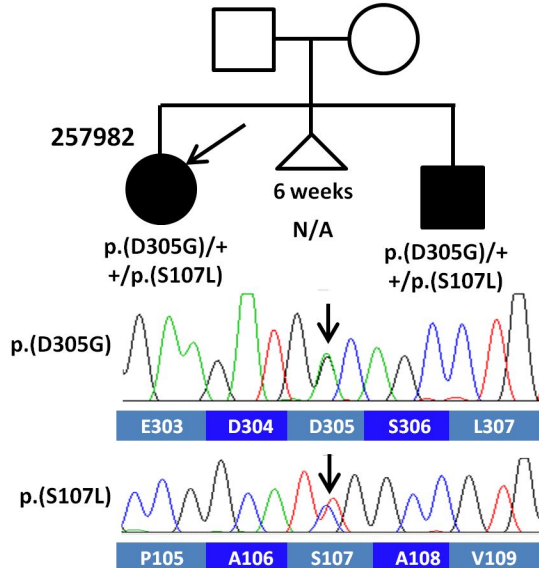 257982
6 weeks
N/A
p.(D305G)/+
+/p.(S107L)
p.(D305G)/+
+/p.(S107L)
p.(D305G)
E303 D304 D305 S306 L307
p.(S107L)
P105 A106 S107 A108 V109